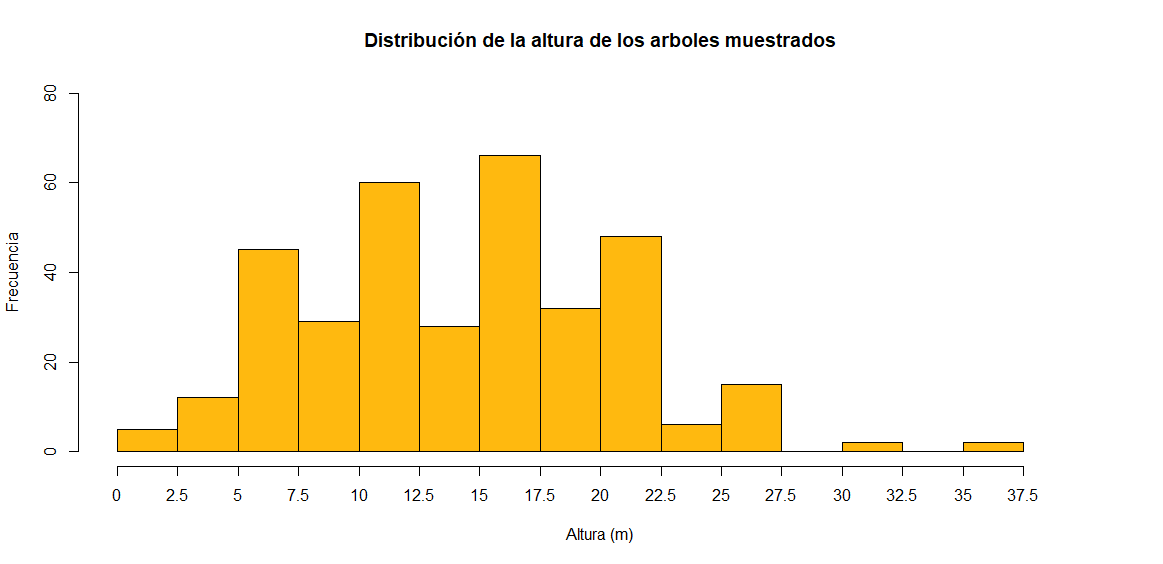 Distribución de la altura de los arboles muestrados
Frecuencia
80
60
40
20
0
0 2.5 5 7.5 10 12.5 15 17.5 20 22.5 25 27.5 30 32.5 35 37.5
Altura (m)